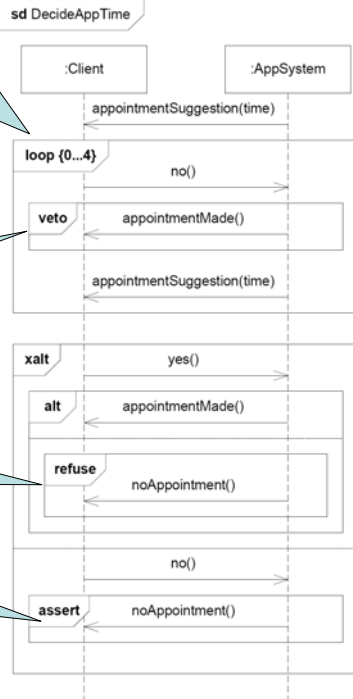 sd DecideAppTime
:Client
:AppSystem
appointmentSuggestion(time)
loop {0...4}
no()
veto
appointmentMade()
appointmentSuggestion(time)
xalt
yes()
alt
appointmentMade()
refuse
noAppointment()
no()
assert
noAppointment()